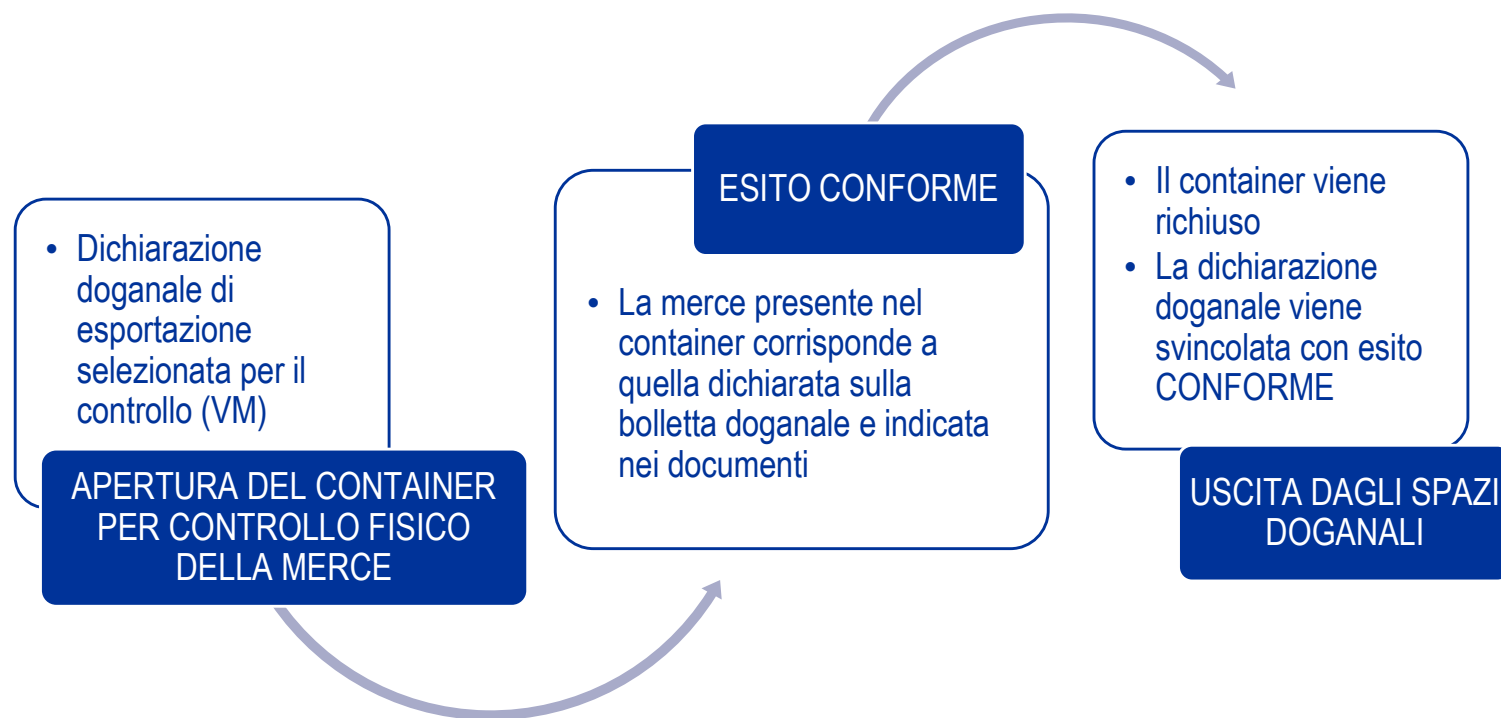 • Dichiarazione
doganale di
esportazione
selezionata per il
controllo (VM)
APERTURA DEL CONTAINER
PER CONTROLLO FISICO
DELLA MERCE
ESITO CONFORME
• La merce presente nel
container corrisponde a
quella dichiarata sulla
bolletta doganale e indicata
nei documenti
• Il container viene
richiuso
• La dichiarazione
doganale viene
svincolata con esito
CONFORME
USCITA DAGLI SPAZI
DOGANALI